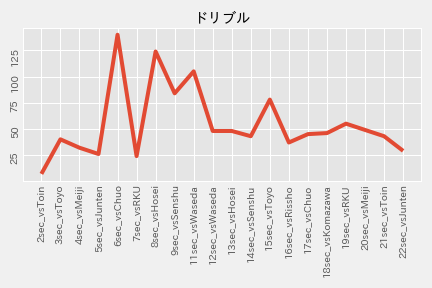 ドリブル
125
100
75
50
25
2sec_vsToin
3sec_vsToyo
4sec_vsMeiji
5sec_vsJunten
6sec_vsChuo
7sec_vsRKU
8sec_vsHosei
9sec_vsSenshu
11sec_vsWaseda
12sec_vsWaseda
13sec_vsHosei
14sec_vsSenshu
15sec_vsToyo
16sec_vsRissho
17sec_vsChuo
18sec_vsKomazawa
19sec_vsRKU
20sec_vsMeiji
21sec_vsToin
22sec_vsJunten